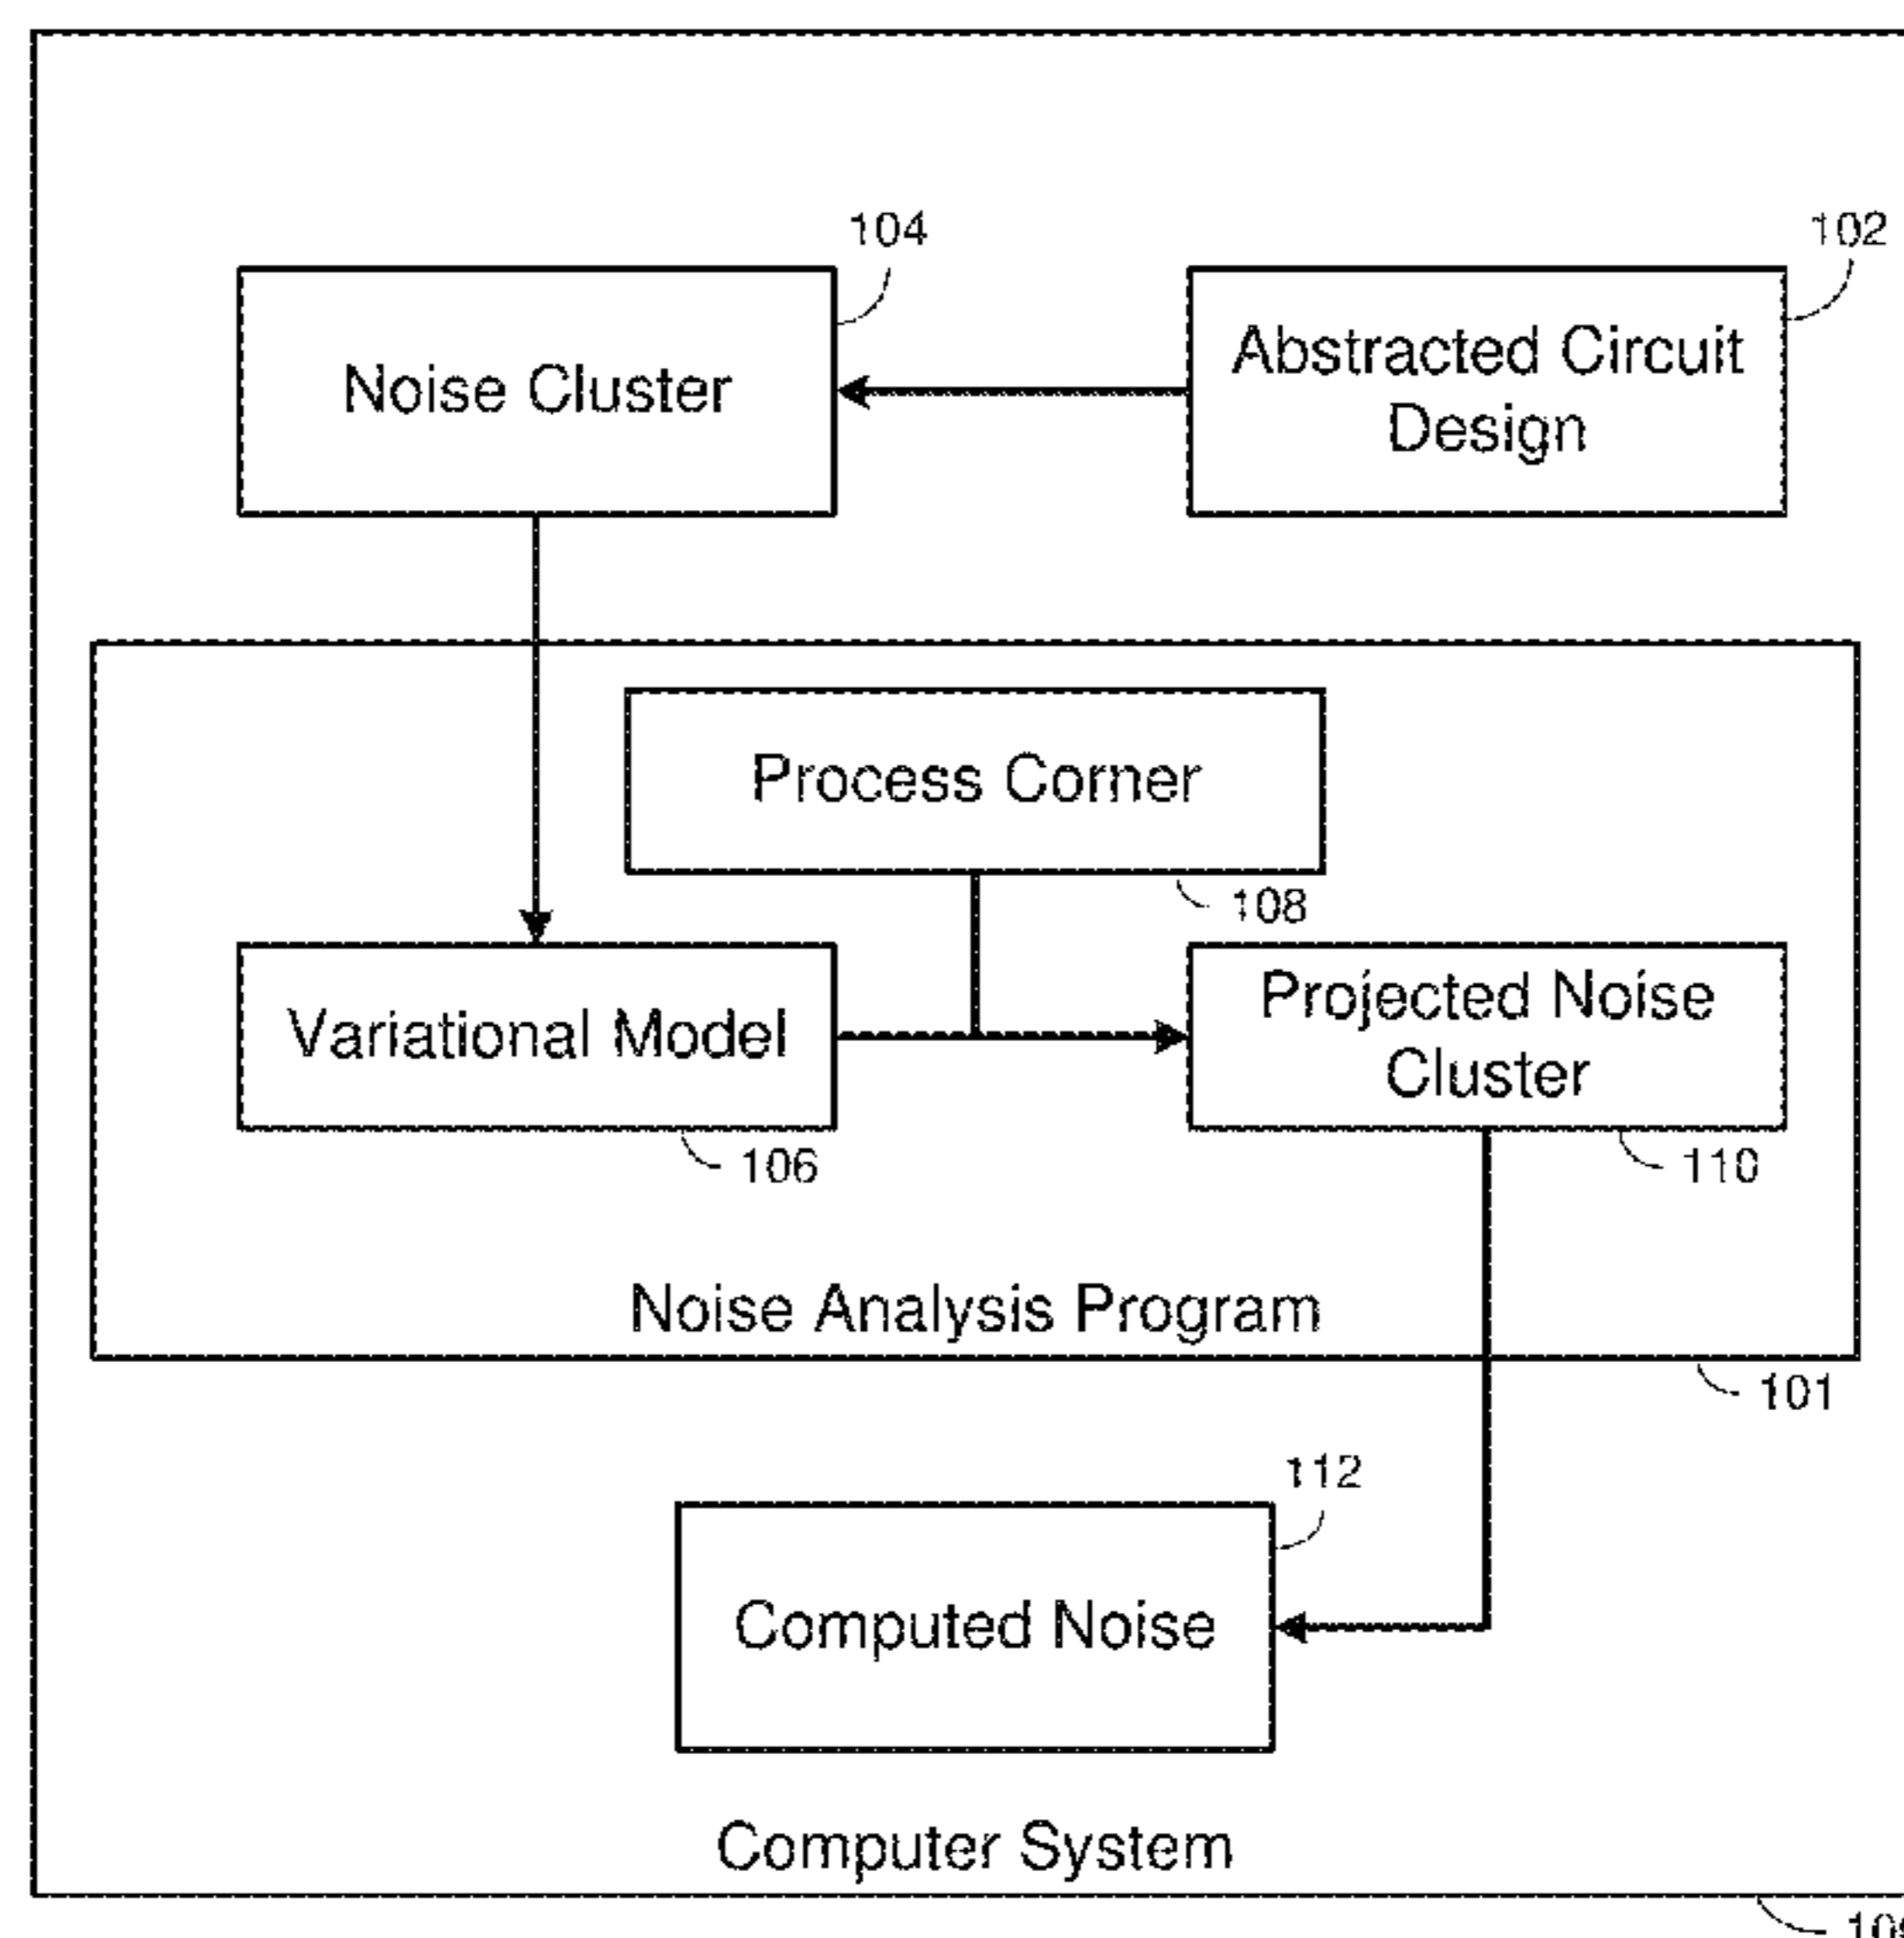 104
102
Noise Cluster
Abstracted Circuit
Design
Process Corner
108
Variational Model
Projected Noise
Cluster
106
110
Noise Analysis Program
101
112
Computed Noise
Computer System